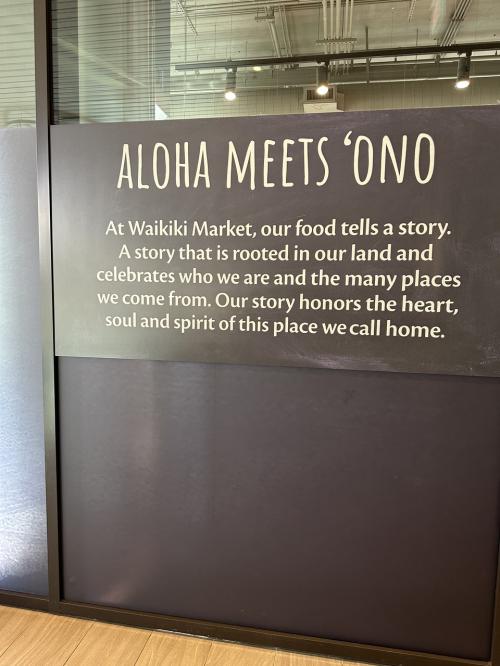 ALOHA MEETS ‘ONO
At Waikiki Market, our food tells a story.
A story that is rooted in our land and
celebrates who we are and the many places
we come from. Our story honors the heart,
soul and spirit of this place we call home.